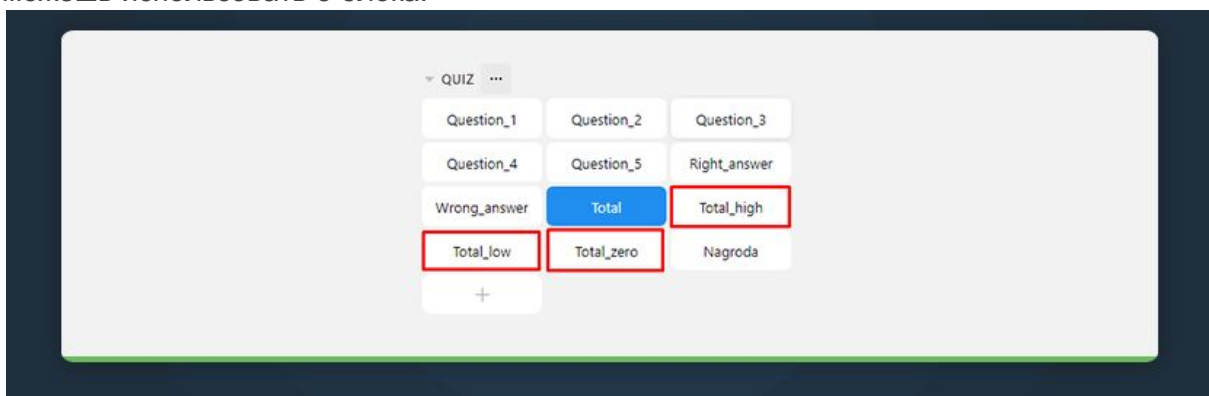 QUIZ ...
Question_1 Question_2 Question_3
Question_4 Question_5 Right_answer
Wrong_answer Total Total_high
Total_low Total_zero Nagroda
+